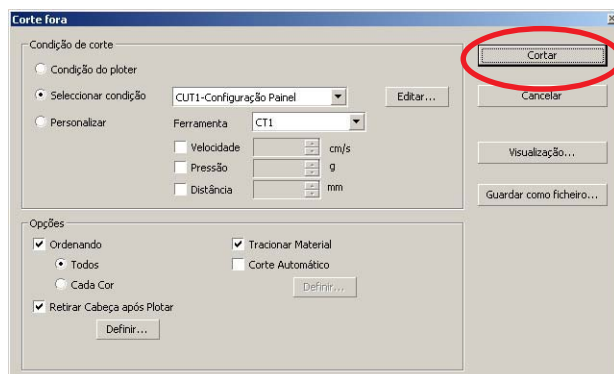 Corte fora
Condição de corte
Condição do ploter
Seleccionar condição CUT1-Configuração Painel Editar...
Personalizar Ferramenta CT1
Velocidade cm/s
Pressão g
Distância mm
Cortar
Cancelar
Visualização...
Guardar como ficheiro...
Opções
Ordenando Tracionar Material
Todos Corte Automático
Cada Cor Definir...
Retirar Cabeça após Plotar
Definir...